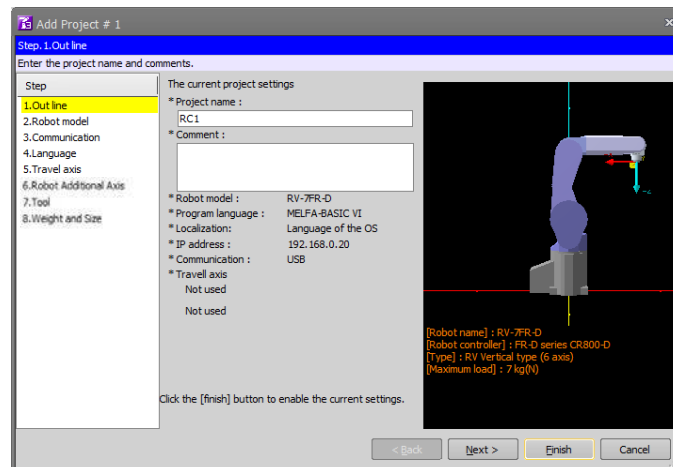 Add Project # 1
Step. 1.Out line
Enter the project name and comments.
Step
1.Out line
2.Robot model
3.Communication
4.Language
5.Travel axis
6.Robot Additional Axis
7.Tool
8.Weight and Size
The current project settings
* Project name :
RC1
* Comment :
* Robot model : RV-7FR-D
* Program language : MELFA-BASIC VI
* Localization: Language of the OS
* IP address : 192.168.0.20
* Communication : USB
* Travell axis
Not used
Not used
Click the [finish] button to enable the current settings.
[Robot name] : RV-7FR-D
[Robot controller] : FR-D series CR800-D
[Type] : RV Vertical type (6 axis)
[Maximum load] : 7 kg(N)
< Back
Next >
Finish
Cancel